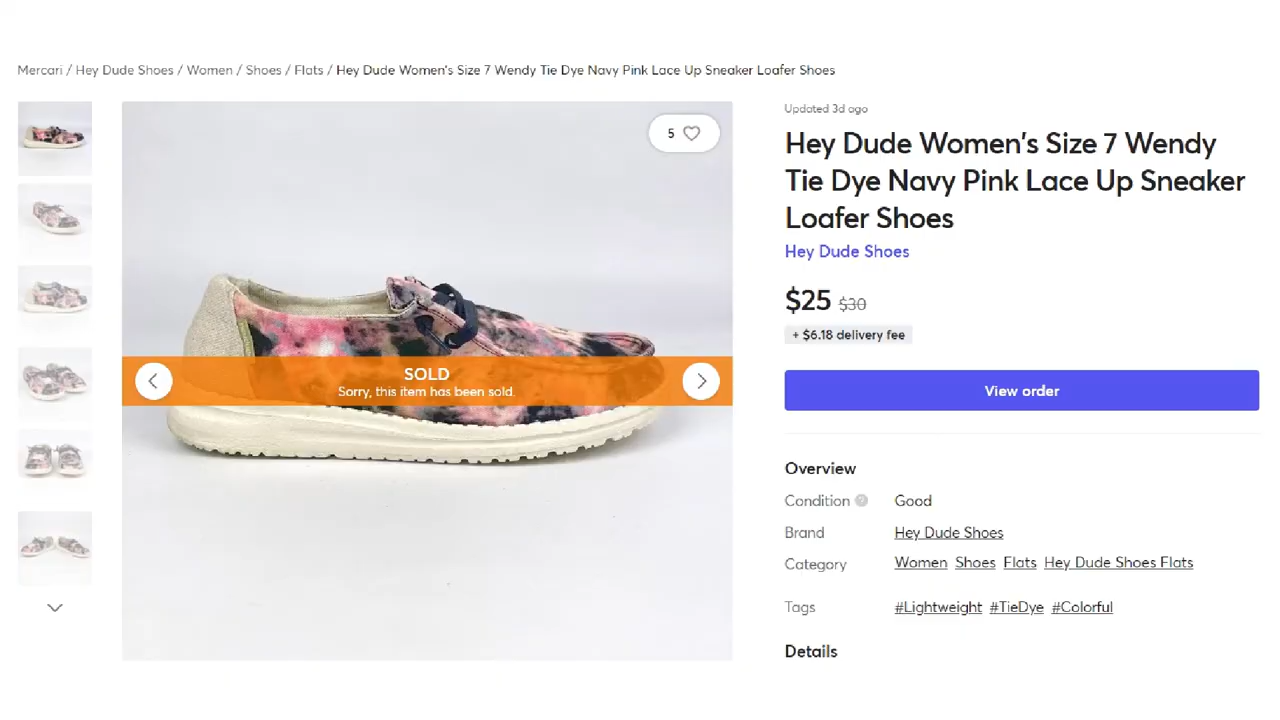 Mercari / Hey Dude Shoes / Women / Shoes / Flats / Hey Dude Women's Size 7 Wendy Tie Dye Navy Pink Lace Up Sneaker Loafer Shoes
5
SOLD
Sorry, this item has been sold.
Updated 3d ago
Hey Dude Women's Size 7 Wendy
Tie Dye Navy Pink Lace Up Sneaker
Loafer Shoes
Hey Dude Shoes
$25 $30
+ $6.18 delivery fee
View order
Overview
Condition ? Good
Brand Hey Dude Shoes
Category Women Shoes Flats Hey Dude Shoes Flats
Tags #Lightweight #TieDye #Colorful
Details